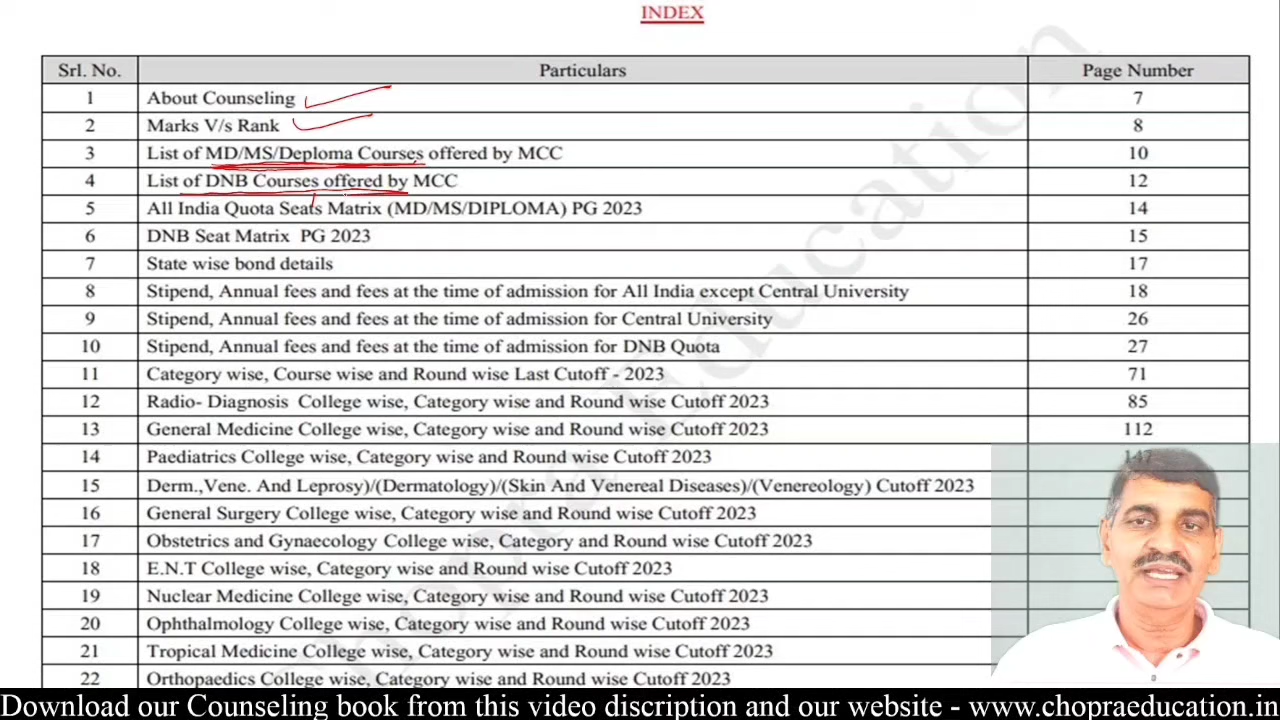 INDEX
Srl. No. Particulars Page Number
1 About Counseling 7
2 Marks V/s Rank 8
3 List of MD/MS/Deploma Courses offered by MCC 10
4 List of DNB Courses offered by MCC 12
5 All India Quota Seats Matrix (MD/MS/DIPLOMA) PG 2023 14
6 DNB Seat Matrix PG 2023 15
7 State wise bond details 17
8 Stipend, Annual fees and fees at the time of admission for All India except Central University 18
9 Stipend, Annual fees and fees at the time of admission for Central University 26
10 Stipend, Annual fees and fees at the time of admission for DNB Quota 27
11 Category wise, Course wise and Round wise Last Cutoff - 2023 71
12 Radio- Diagnosis College wise, Category wise and Round wise Cutoff 2023 85
13 General Medicine College wise, Category wise and Round wise Cutoff 2023 112
14 Paediatrics College wise, Category wise and Round wise Cutoff 2023 147
15 Derm.,Vene. And Leprosy)/(Dermatology)/(Skin And Venereal Diseases)/(Venereology) Cutoff 2023
16 General Surgery College wise, Category wise and Round wise Cutoff 2023
17 Obstetrics and Gynaecology College wise, Category and Round wise Cutoff 2023
18 E.N.T College wise, Category wise and Round wise Cutoff 2023
19 Nuclear Medicine College wise, Category wise and Round wise Cutoff 2023
20 Ophthalmology College wise, Category wise and Round wise Cutoff 2023
21 Tropical Medicine College wise, Category wise and Round wise Cutoff 2023
22 Orthopaedics College wise, Category wise and Round wise Cutoff 2023
Chopra Education
Download our Counseling book from this video discription and our website - www.chopraeducation.in